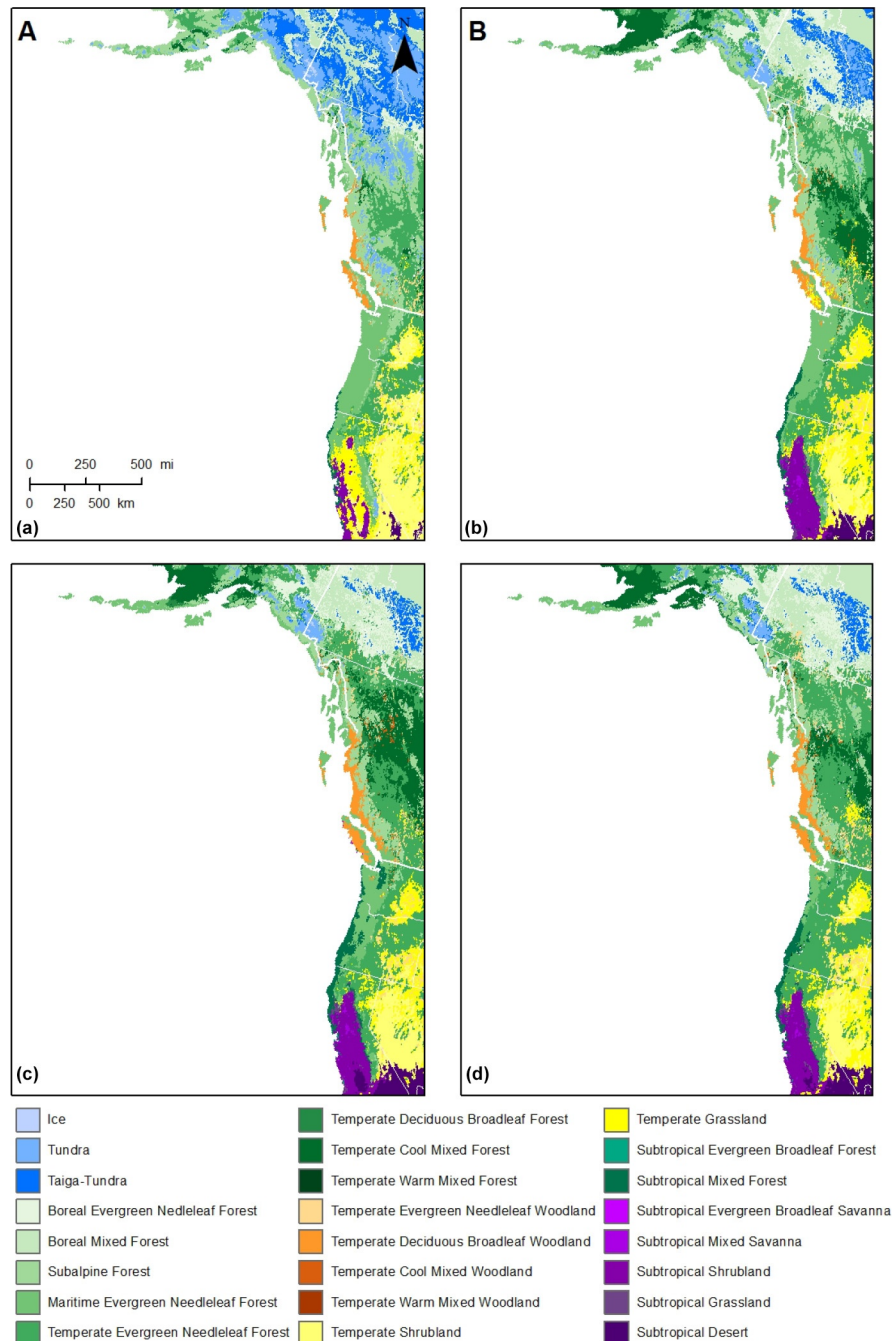 A
N
B
0 250 500 mi
0 250 500 km
(a)
(b)
(c)
(d)
Ice
Tundra
Taiga-Tundra
Boreal Evergreen Nedleleaf Forest
Boreal Mixed Forest
Subalpine Forest
Maritime Evergreen Needleleaf Forest
Temperate Evergreen Needleleaf Forest
Temperate Deciduous Broadleaf Forest
Temperate Cool Mixed Forest
Temperate Warm Mixed Forest
Temperate Evergreen Needleleaf Woodland
Temperate Deciduous Broadleaf Woodland
Temperate Cool Mixed Woodland
Temperate Warm Mixed Woodland
Temperate Shrubland
Temperate Grassland
Subtropical Evergreen Broadleaf Forest
Subtropical Mixed Forest
Subtropical Evergreen Broadleaf Savanna
Subtropical Mixed Savanna
Subtropical Shrubland
Subtropical Grassland
Subtropical Desert